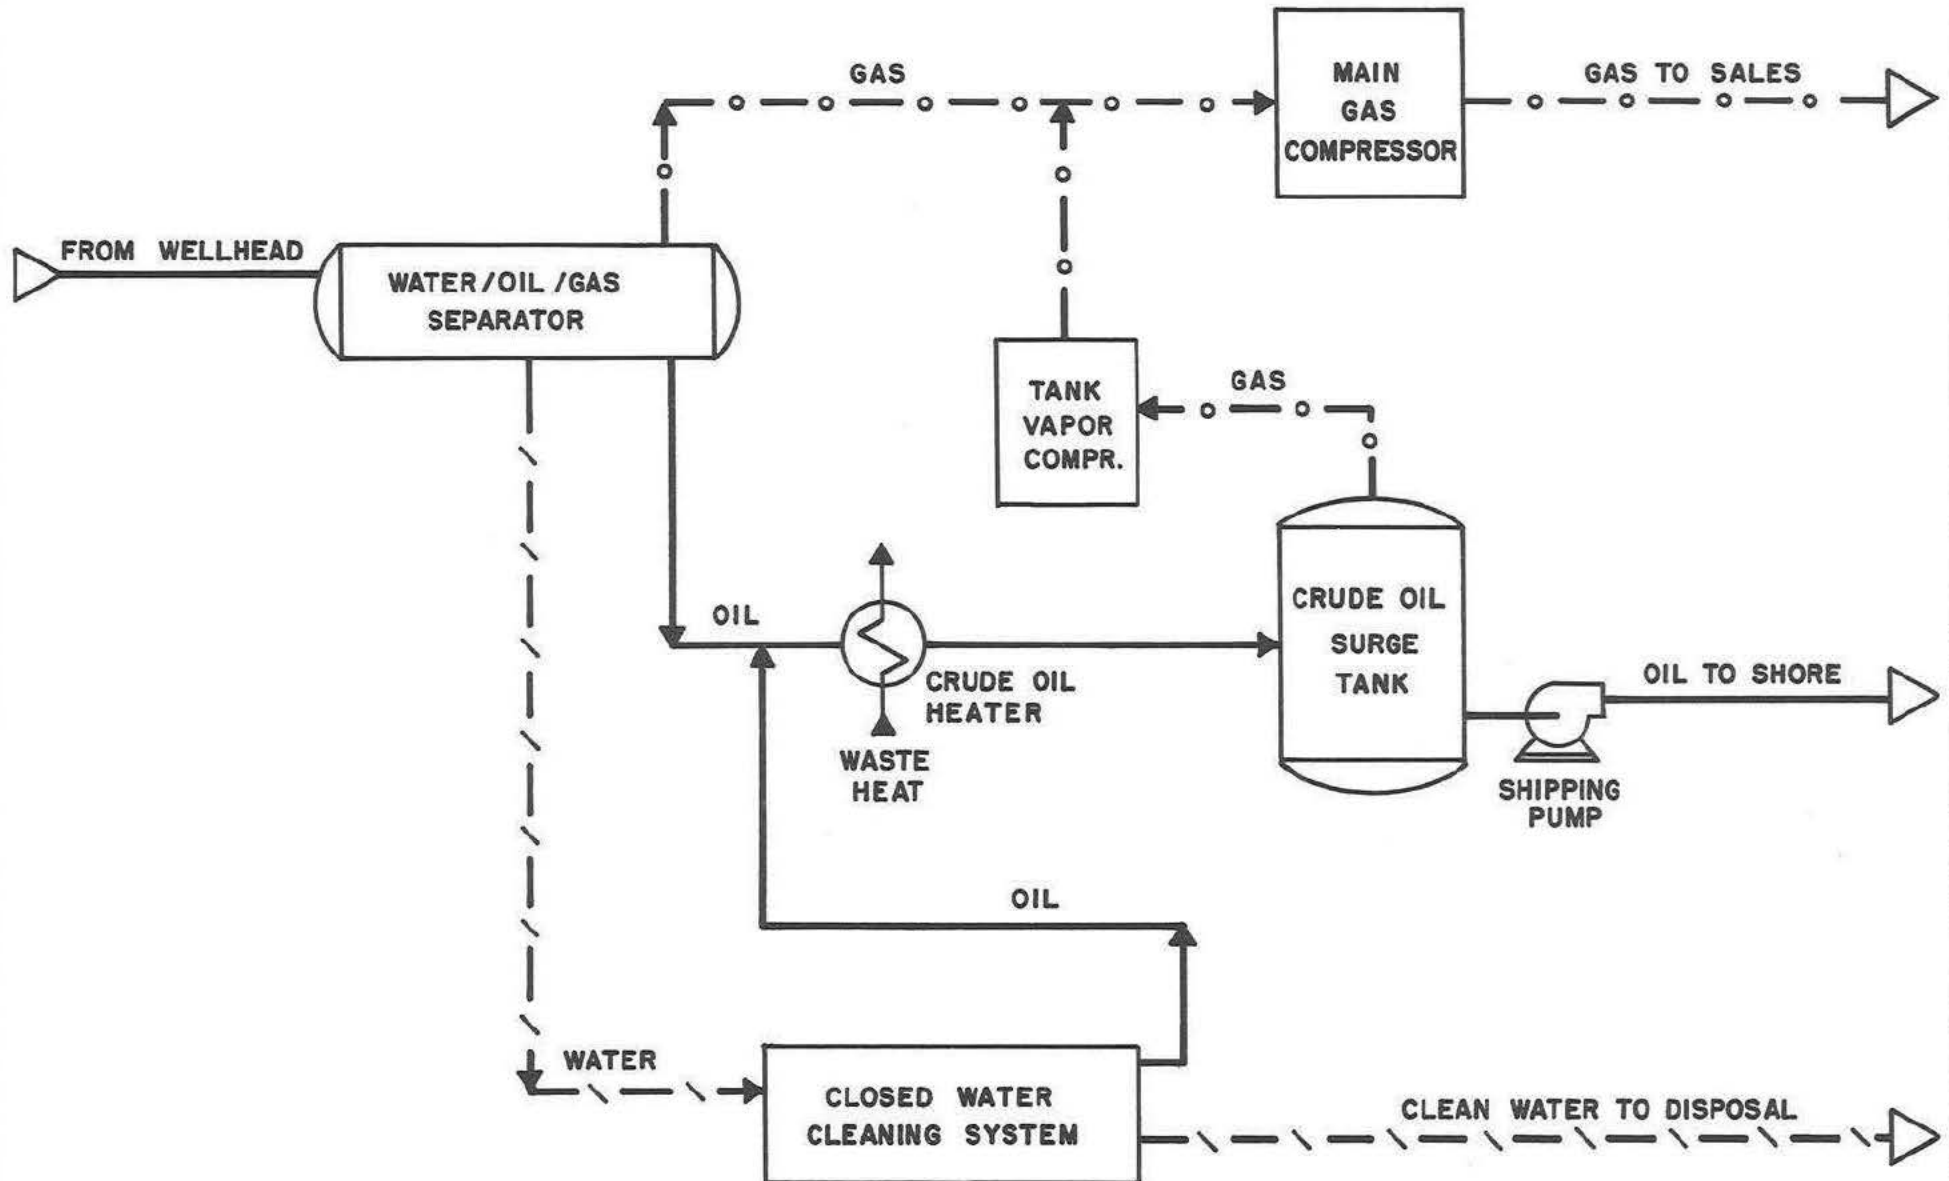 GAS
MAIN
GAS
COMPRESSOR
GAS TO SALES
FROM WELLHEAD
WATER/OIL/GAS
SEPARATOR
TANK
VAPOR
COMPR.
GAS
OIL
CRUDE OIL
HEATER
WASTE
HEAT
CRUDE OIL
SURGE
TANK
OIL TO SHORE
SHIPPING
PUMP
OIL
WATER
CLOSED WATER
CLEANING SYSTEM
CLEAN WATER TO DISPOSAL